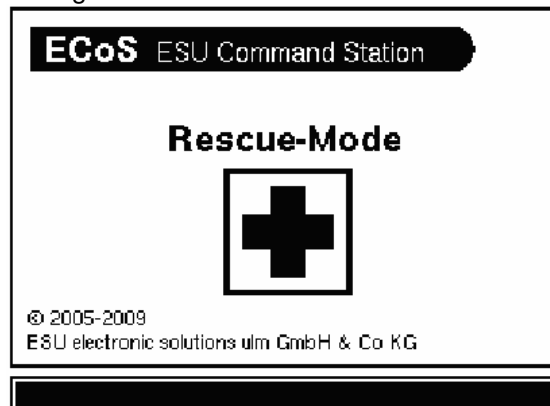 ECoS ESU Command Station
Rescue-Mode
© 2005-2009
ESU electronic solutions ulm GmbH & Co KG